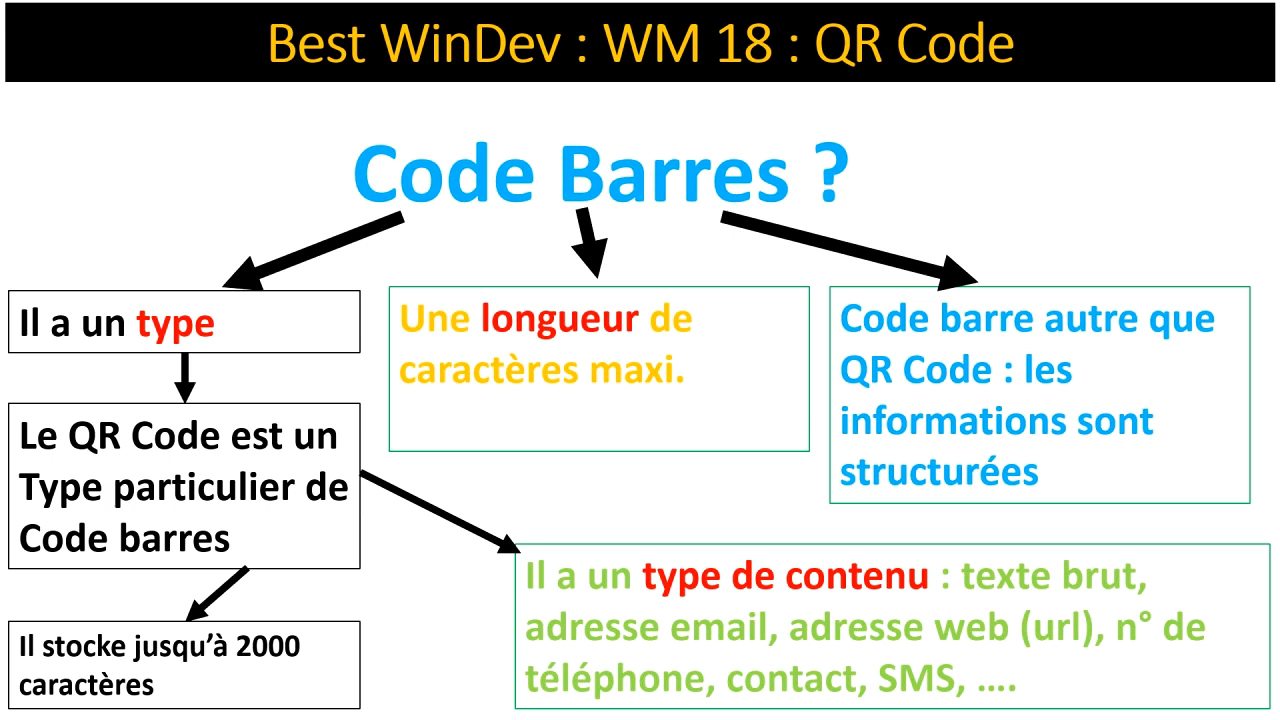 Best WinDev : WM 18 : QR Code
Code Barres ?
Il a un type
Une longueur de
caractères maxi.
Code barre autre que
QR Code : les
informations sont
structurées
Le QR Code est un
Type particulier de
Code barres
Il a un type de contenu : texte brut,
adresse email, adresse web (url), n° de
téléphone, contact, SMS, ….
Il stocke jusqu’à 2000
caractères